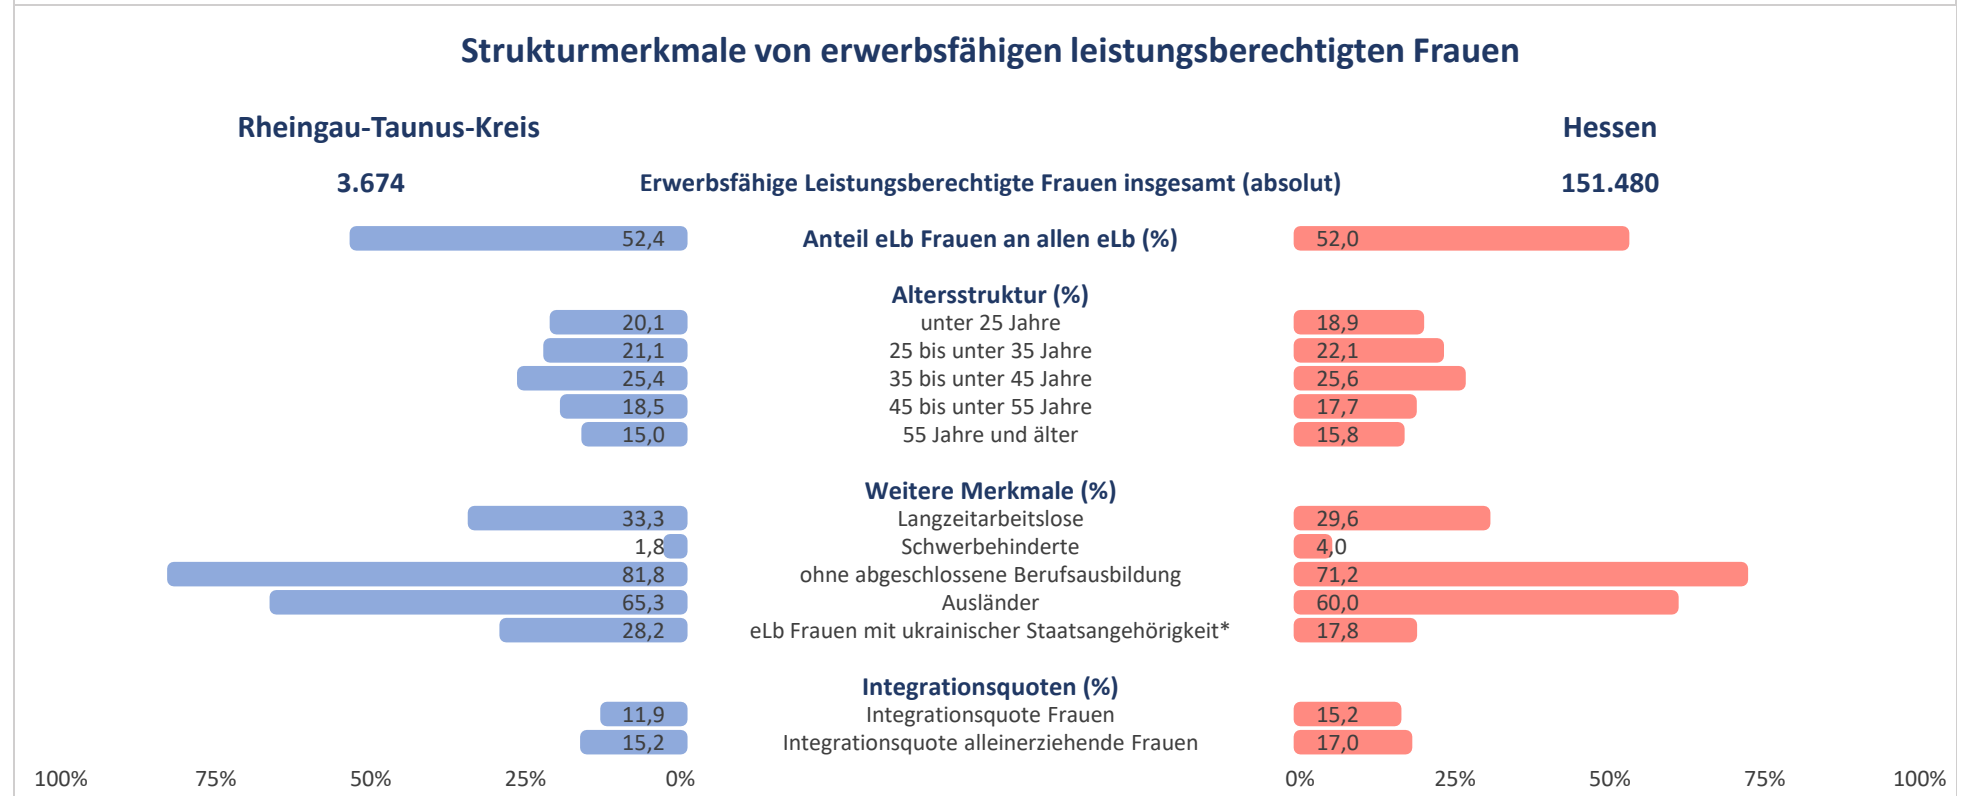 Strukturmerkmale von erwerbsfähigen leistungsberechtigten Frauen
Rheingau-Taunus-Kreis Hessen
3.674 Erwerbsfähige Leistungsberechtigte Frauen insgesamt (absolut) 151.480
52,4 Anteil eLb Frauen an allen eLb (%) 52,0
Altersstruktur (%)
20,1 unter 25 Jahre 18,9
21,1 25 bis unter 35 Jahre 22,1
25,4 35 bis unter 45 Jahre 25,6
18,5 45 bis unter 55 Jahre 17,7
15,0 55 Jahre und älter 15,8
Weitere Merkmale (%)
33,3 Langzeitarbeitslose 29,6
1,8 Schwerbehinderte 4,0
81,8 ohne abgeschlossene Berufsausbildung 71,2
65,3 Ausländer 60,0
28,2 eLb Frauen mit ukrainischer Staatsangehörigkeit* 17,8
Integrationsquoten (%)
11,9 Integrationsquote Frauen 15,2
15,2 Integrationsquote alleinerziehende Frauen 17,0
100% 75% 50% 25% 0% 0% 25% 50% 75% 100%